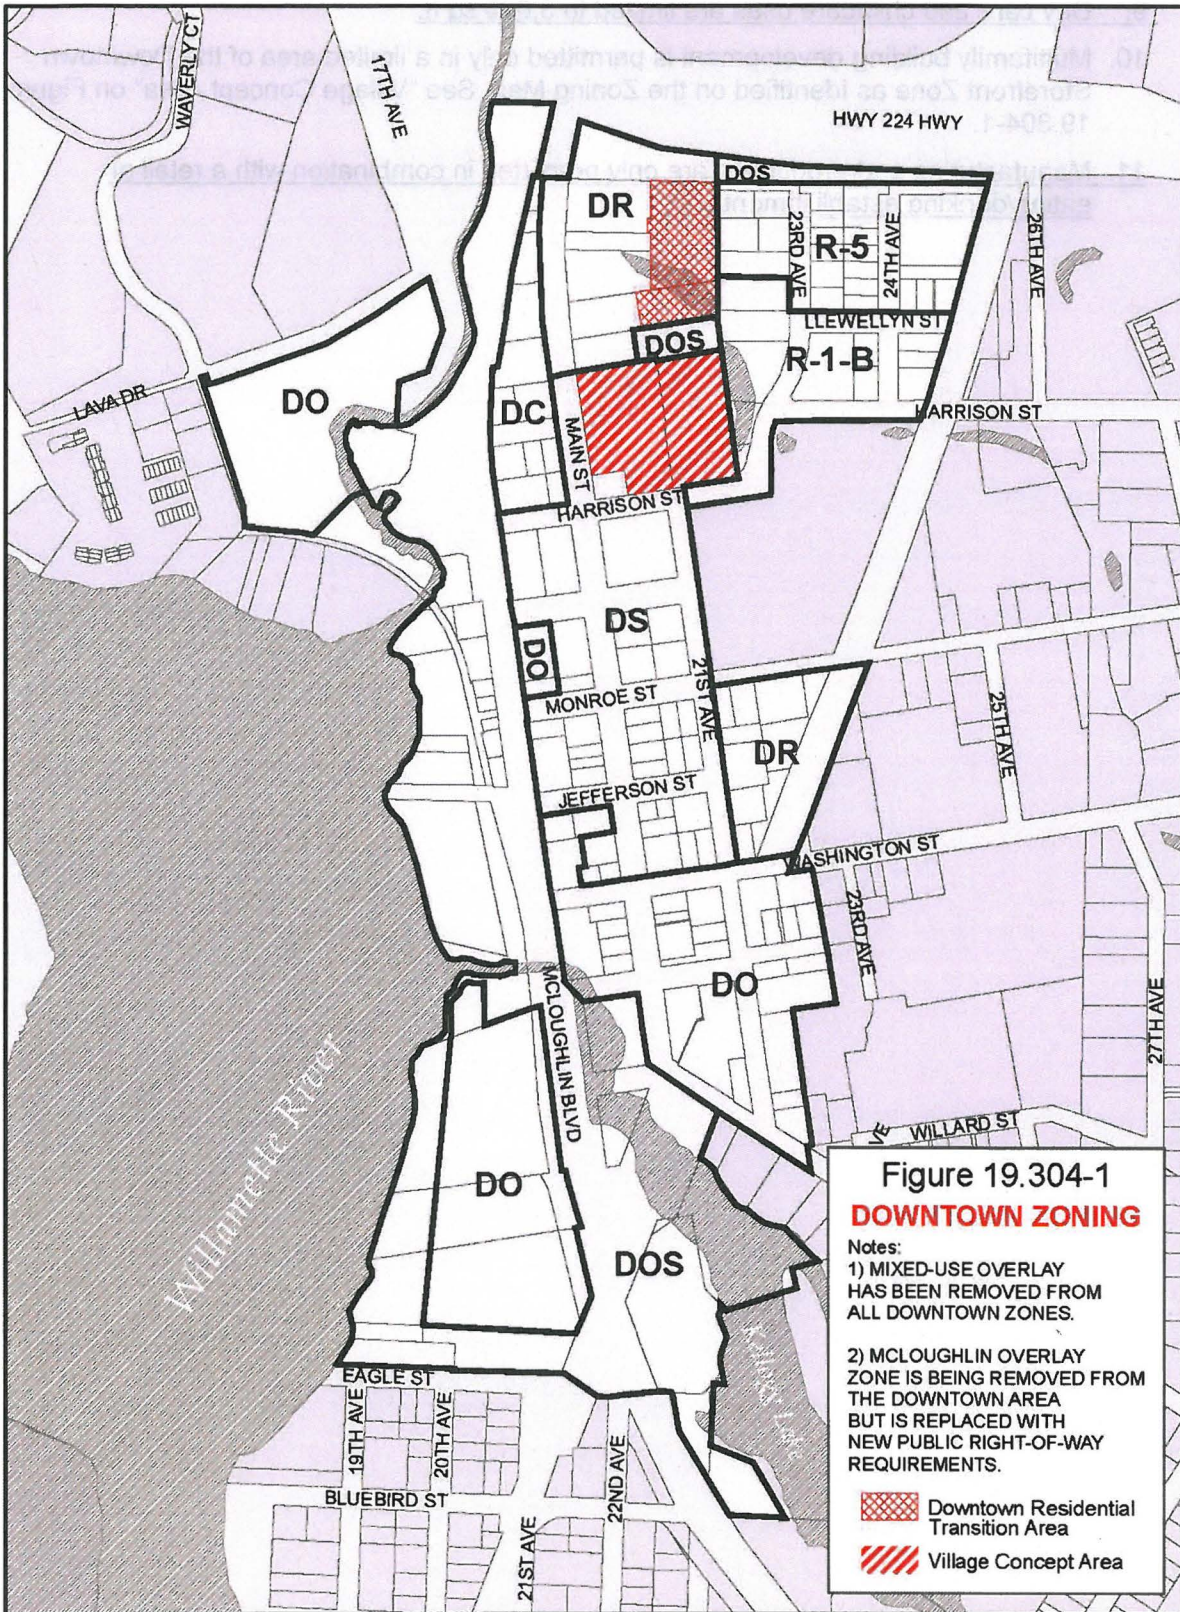 WAVERLY CT
17TH AVE
HWY 224 HWY
DOS
DR
23RD AVE
R-5
24TH AVE
26TH AVE
LLEWELLYN ST
DOS
R-1-B
HARRISON ST
LAVA DR
DO
DC
MAIN ST
HARRISON ST
DS
DO
21ST AVE
MONROE ST
25TH AVE
DR
JEFFERSON ST
WASHINGTON ST
23RD AVE
DO
27TH AVE
MCLOUGHLIN BLVD
Willamette River
WILLARD ST
VE
DO
DOS
Kellogg Lake
EAGLE ST
19TH AVE
20TH AVE
22ND AVE
BLUEBIRD ST
21ST AVE
Figure 19.304-1
DOWNTOWN ZONING
Notes:
1) MIXED-USE OVERLAY
HAS BEEN REMOVED FROM
ALL DOWNTOWN ZONES.
2) MCLOUGHLIN OVERLAY
ZONE IS BEING REMOVED FROM
THE DOWNTOWN AREA
BUT IS REPLACED WITH
NEW PUBLIC RIGHT-OF-WAY
REQUIREMENTS.
Downtown Residential
Transition Area
Village Concept Area